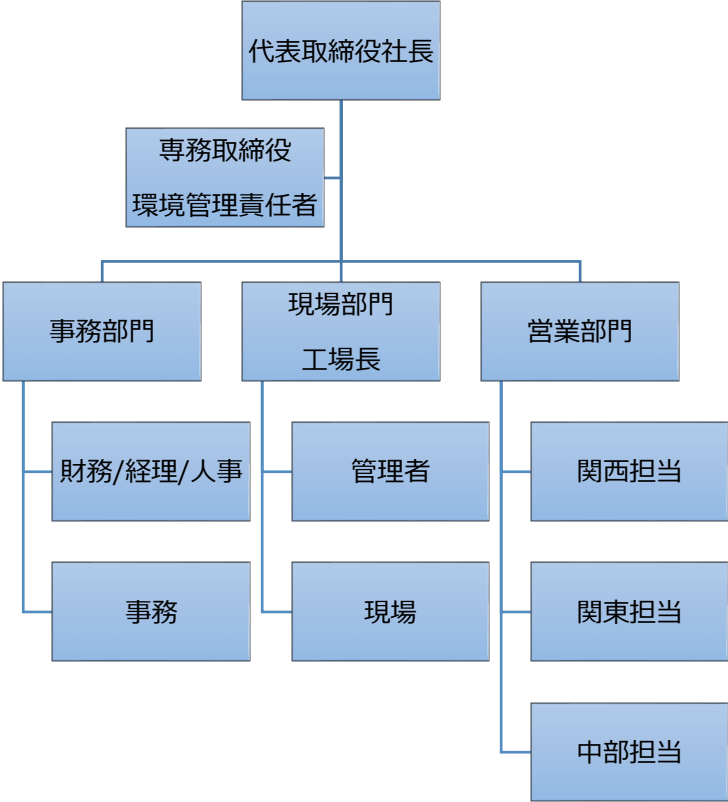 代表取締役社長
専務取締役
環境管理責任者
事務部門
現場部門
工場長
営業部門
財務/経理/人事
管理者
関西担当
事務
現場
関東担当
中部担当